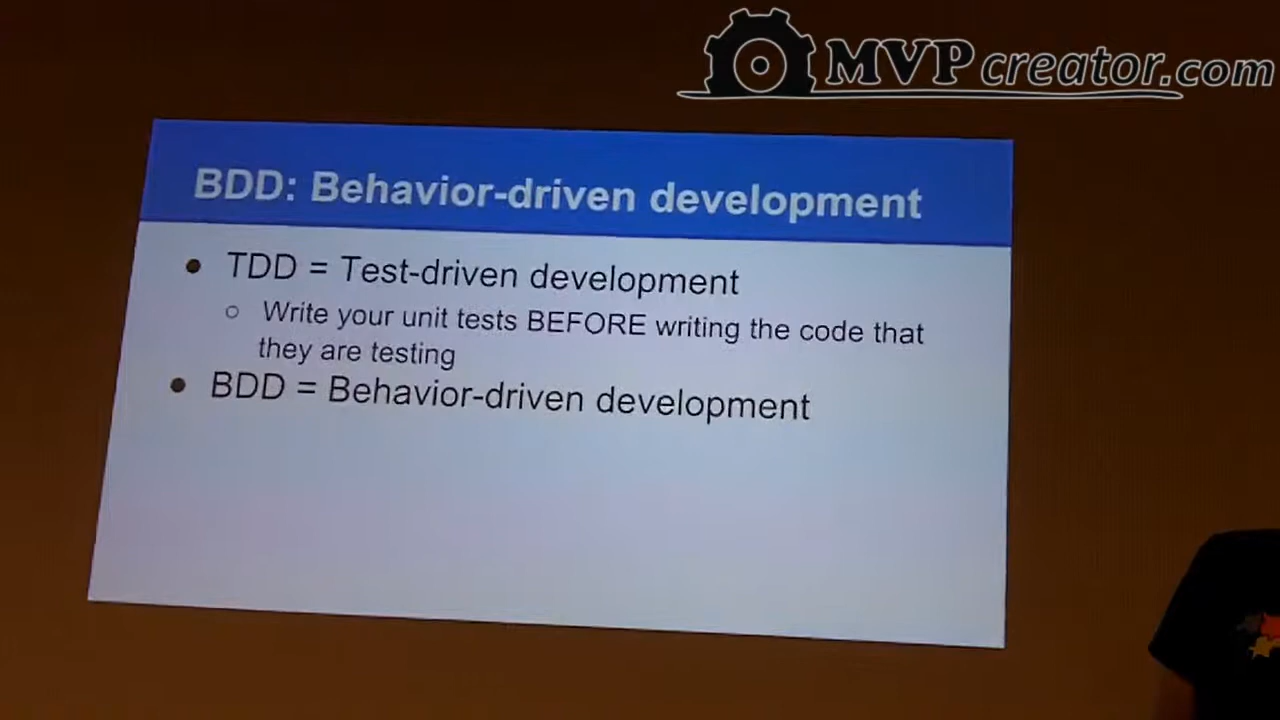 MVPcreator.com
BDD: Behavior-driven development
• TDD = Test-driven development
○ Write your unit tests BEFORE writing the code that
they are testing
• BDD = Behavior-driven development